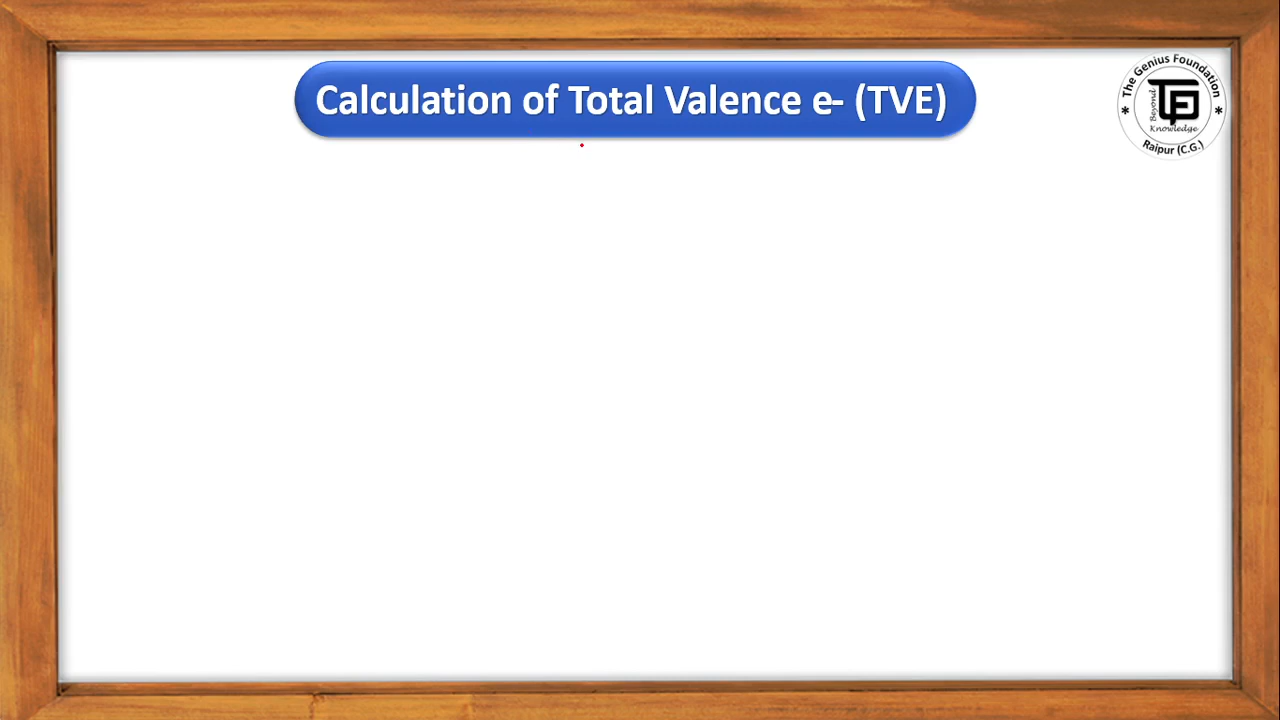 Calculation of Total Valence e- (TVE)
The Genius Foundation
Beyond
Knowledge
* *
Raipur (C.G.)